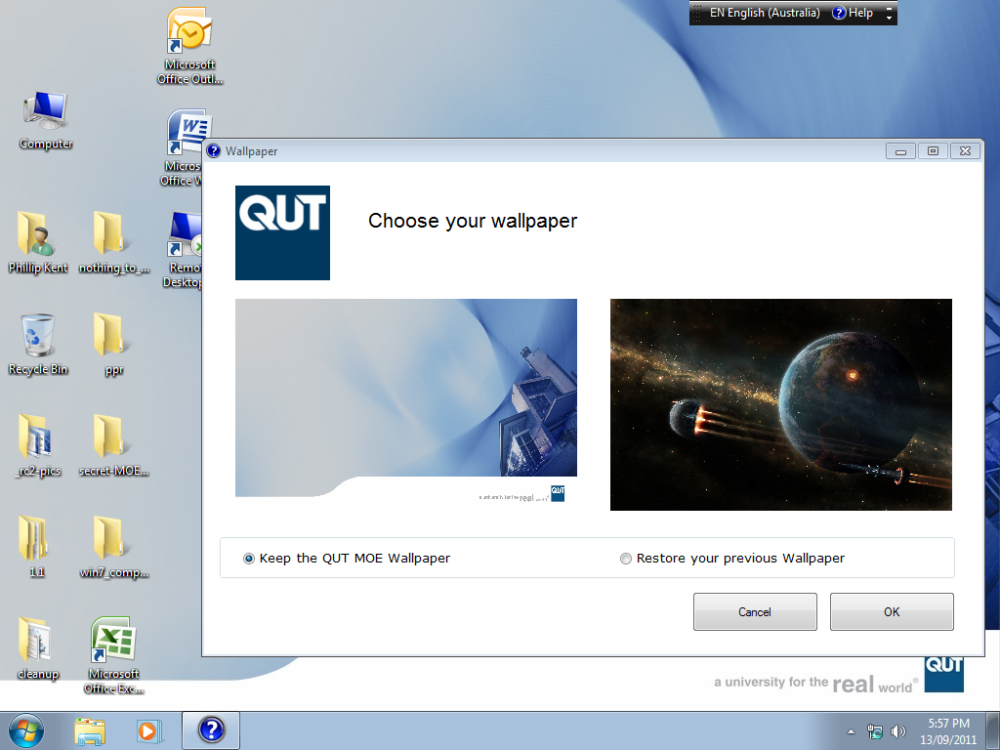 EN English (Australia) Help
Microsoft
Office Outl...
Computer
Micros
Office W
Phillip Kent
nothing_to_...
Remo
Desktop
Recycle Bin
ppr
_rc2-pics
secret-MOE...
1.1
win7_comp...
cleanup
Microsoft
Office Exc...
Wallpaper
QUT
Choose your wallpaper
a university for the real world
QUT
Keep the QUT MOE Wallpaper
Restore your previous Wallpaper
Cancel
OK
QUT
a university for the real world®
5:57 PM
13/09/2011